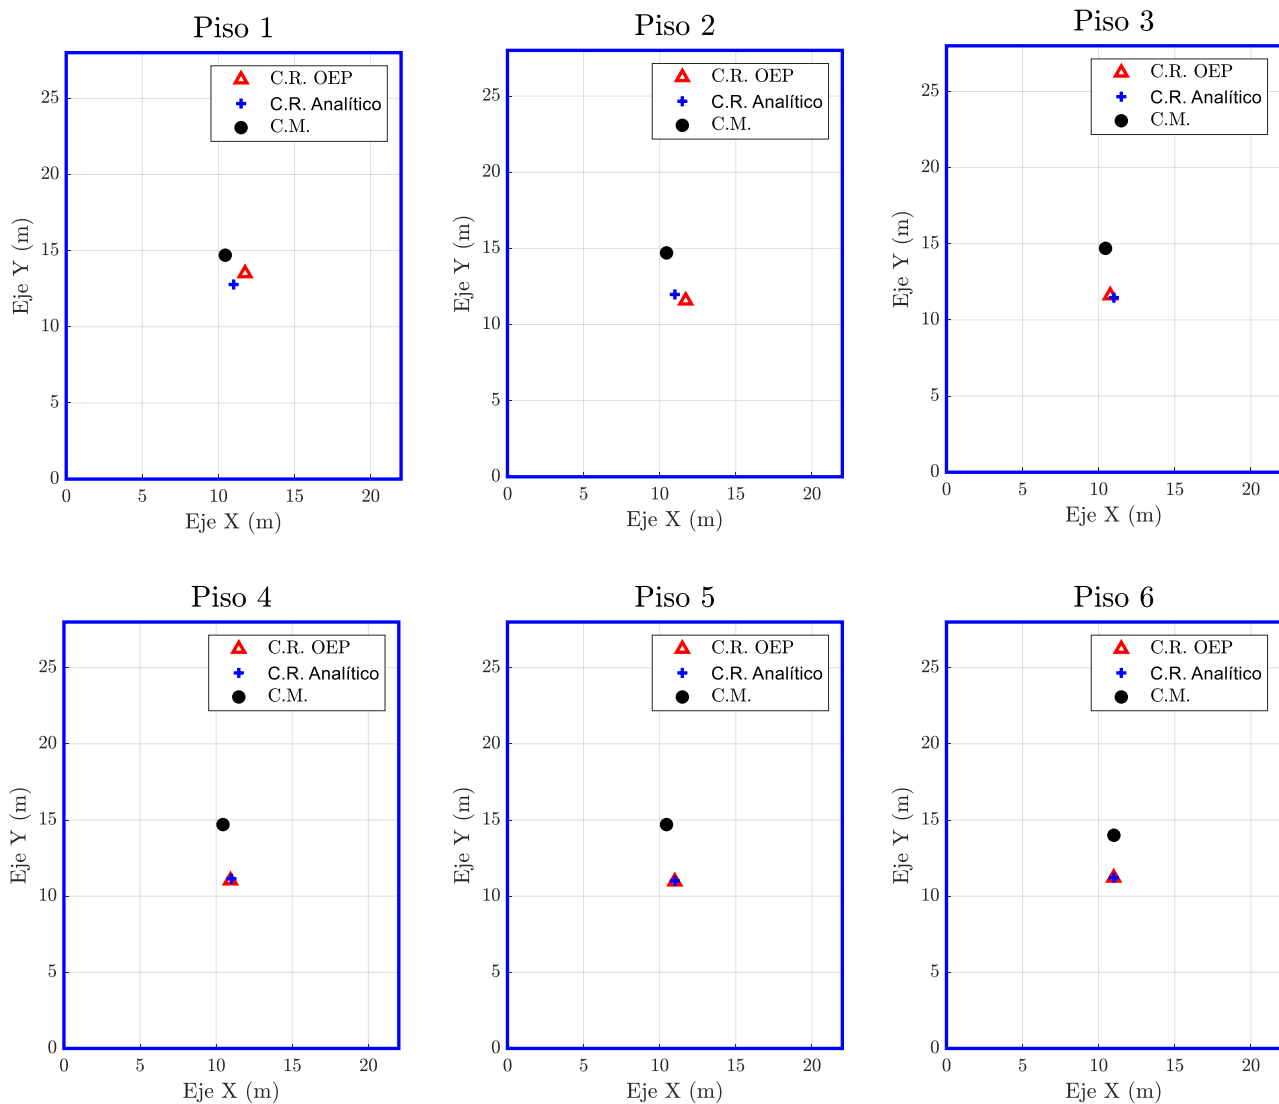 Piso 1
C.R. OEP
C.R. Analítico
C.M.
25
20
15
10
5
0
0 5 10 15 20
Eje Y (m)
Eje X (m)
Piso 2
C.R. OEP
C.R. Analítico
C.M.
25
20
15
10
5
0
0 5 10 15 20
Eje Y (m)
Eje X (m)
Piso 3
C.R. OEP
C.R. Analítico
C.M.
25
20
15
10
5
0
0 5 10 15 20
Eje Y (m)
Eje X (m)
Piso 4
C.R. OEP
C.R. Analítico
C.M.
25
20
15
10
5
0
0 5 10 15 20
Eje Y (m)
Eje X (m)
Piso 5
C.R. OEP
C.R. Analítico
C.M.
25
20
15
10
5
0
0 5 10 15 20
Eje Y (m)
Eje X (m)
Piso 6
C.R. OEP
C.R. Analítico
C.M.
25
20
15
10
5
0
0 5 10 15 20
Eje Y (m)
Eje X (m)